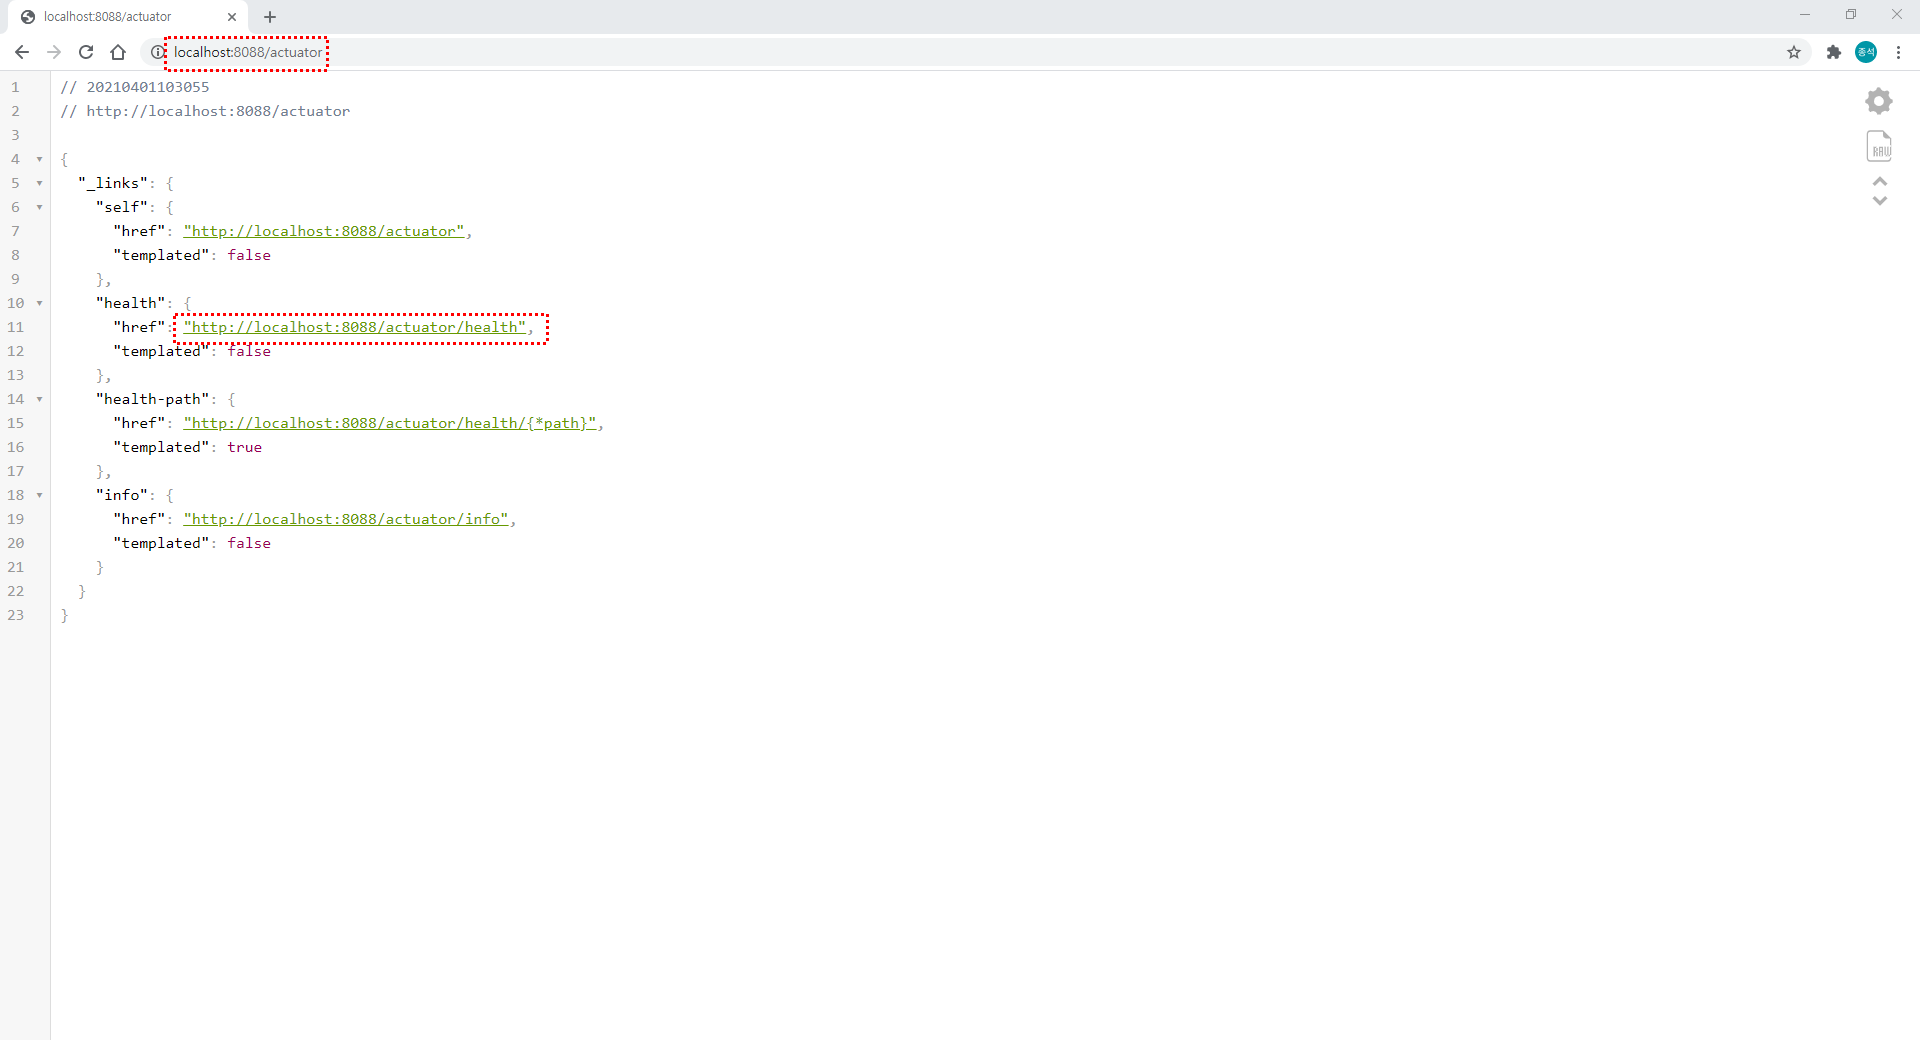 localhost:8088/actuator
localhost:8088/actuator
종석
1 // 20210401103055
2 // http://localhost:8088/actuator
3
4 {
5 "_links": {
6 "self": {
7 "href": "http://localhost:8088/actuator",
8 "templated": false
9 },
10 "health": {
11 "href": "http://localhost:8088/actuator/health",
12 "templated": false
13 },
14 "health-path": {
15 "href": "http://localhost:8088/actuator/health/{*path}",
16 "templated": true
17 },
18 "info": {
19 "href": "http://localhost:8088/actuator/info",
20 "templated": false
21 }
22 }
23 }
RAW